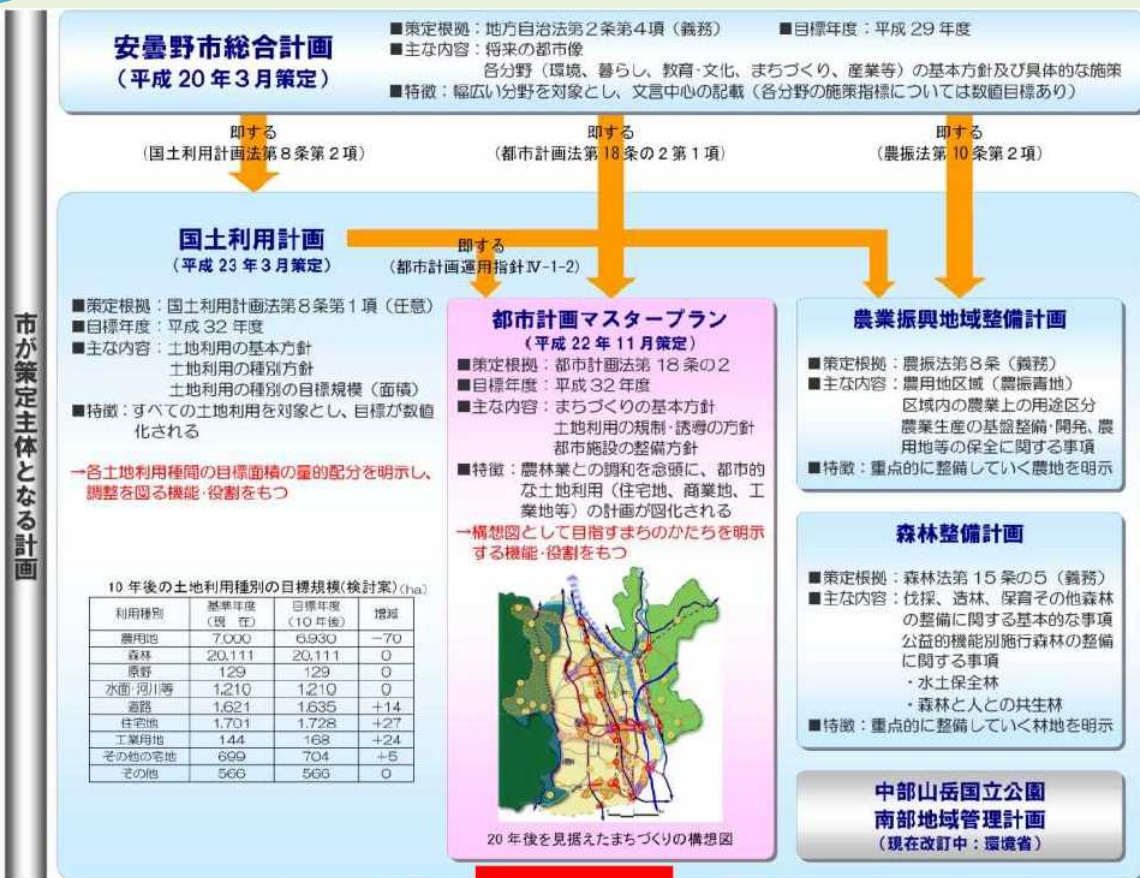 市が策定主体となる計画
安曇野市総合計画
(平成20年3月策定)
■策定根拠：地方自治法第2条第4項（義務） ■目標年度：平成29年度
■主な内容：将来の都市像
各分野（環境、暮らし、教育・文化、まちづくり、産業等）の基本方針及び具体的な施策
■特徴：幅広い分野を対象とし、文言中心の記載（各分野の施策指標については数値目標あり）
即する
(国土利用計画法第8条第2項)
即する
(都市計画法第18条の2第1項)
即する
(農振法第10条第2項)
国土利用計画
(平成23年3月策定)
即する
(都市計画運用指針Ⅳ-1-2)
■策定根拠：国土利用計画法第8条第1項（任意）
■目標年度：平成32年度
■主な内容：土地利用の基本方針
土地利用の種別方針
土地利用の種別の目標規模（面積）
■特徴：すべての土地利用を対象とし、目標が数値
化される
→各土地利用種間の目標面積の量的配分を明示し、
調整を図る機能・役割をもつ
10年後の土地利用種別の目標規模(検討案)(ha)
利用種別 基準年度（現 在） 目標年度（10年後） 増減
農用地 7,000 6,930 −70
森林 20,111 20,111 0
原野 129 129 0
水面・河川等 1,210 1,210 0
道路 1,621 1,635 +14
住宅地 1,701 1,728 +27
工業用地 144 168 +24
その他の宅地 699 704 +5
その他 566 566 0
都市計画マスタープラン
(平成22年11月策定)
■策定根拠：都市計画法第18条の2
■目標年度：平成32年度
■主な内容：まちづくりの基本方針
土地利用の規制・誘導の方針
都市施設の整備方針
■特徴：農林業との調和を念頭に、都市的
な土地利用（住宅地、商業地、工
業地等）の計画が図化される
→構想図として目指すまちのかたちを明示
する機能・役割をもつ
20年後を見据えたまちづくりの構想図
農業振興地域整備計画
■策定根拠：農振法第8条（義務）
■主な内容：農用地区域（農振青地）
区域内の農業上の用途区分
農業生産の基盤整備・開発、農
用地等の保全に関する事項
■特徴：重点的に整備していく農地を明示
森林整備計画
■策定根拠：森林法第15条の5（義務）
■主な内容：伐採、造林、保育その他森林
の整備に関する基本的な事項
公益的機能別施行森林の整備
に関する事項
・水土保全林
・森林と人との共生林
■特徴：重点的に整備していく林地を明示
中部山岳国立公園
南部地域管理計画
(現在改訂中：環境省)